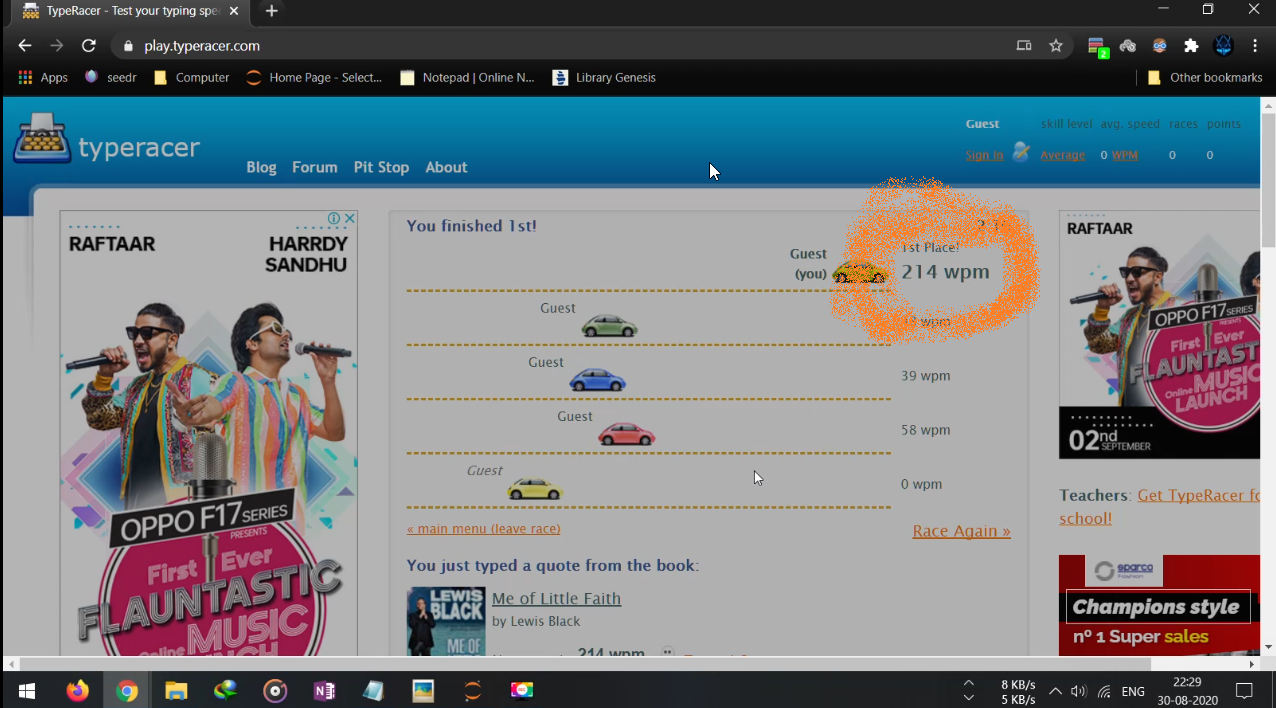 TypeRacer - Test your typing spe
play.typeracer.com
2
Apps seedr Computer Home Page - Select... Notepad | Online N... Library Genesis Other bookmarks
typeracer
Blog Forum Pit Stop About
Guest skill level avg. speed races points
Sign In Average 0 WPM 0 0
RAFTAAR HARRDY
SANDHU
OPPO F17 SERIES
PRESENTS
First Ever
FLAUNTASTIC
Online MUSIC
LAUNCH
You finished 1st!
Guest
(you)
1st Place!
214 wpm
Guest
wpm
Guest
39 wpm
Guest
58 wpm
Guest
0 wpm
« main menu (leave race)
Race Again »
You just typed a quote from the book:
LEWIS
BLACK
ME OF
Me of Little Faith
by Lewis Black
214 wpm
RAFTAAR
OPPO F17 SERIES
PRESENTS
First Ever
FLAUNTAST
Online MUSIC
LAUNCH
02nd
SEPTEMBER
Teachers: Get TypeRacer fo
school!
sparco
Fashion
Champions style
nº 1 Super sales
8 KB/s
5 KB/s
ENG
22:29
30-08-2020